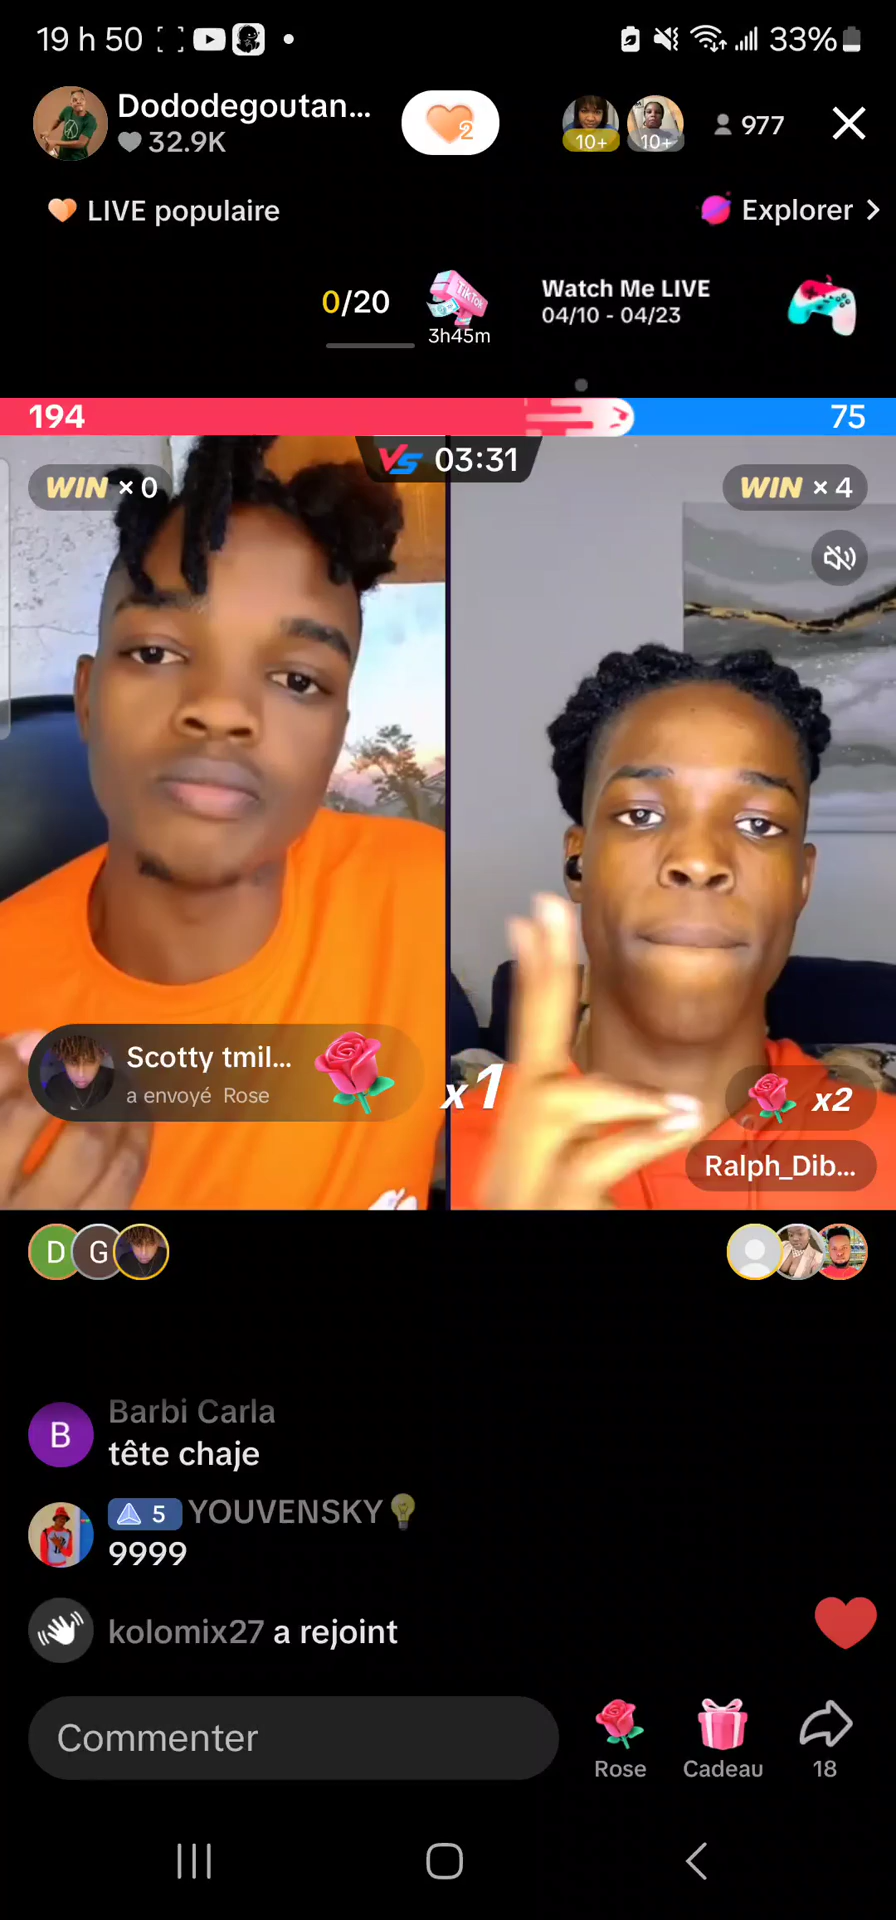 19 h 50
33%
Dododegoutan...
32.9K
2
10+
10+
977
LIVE populaire
Explorer
0/20
TikTok
3h45m
Watch Me LIVE
04/10 - 04/23
194
75
VS 03:31
WIN × 0
WIN × 4
Scotty tmil...
a envoyé Rose
x1
x2
Ralph_Dib...
D
G
B
Barbi Carla
tête chaje
5 YOUVENSKY
9999
kolomix27 a rejoint
Commenter
Rose
Cadeau
18